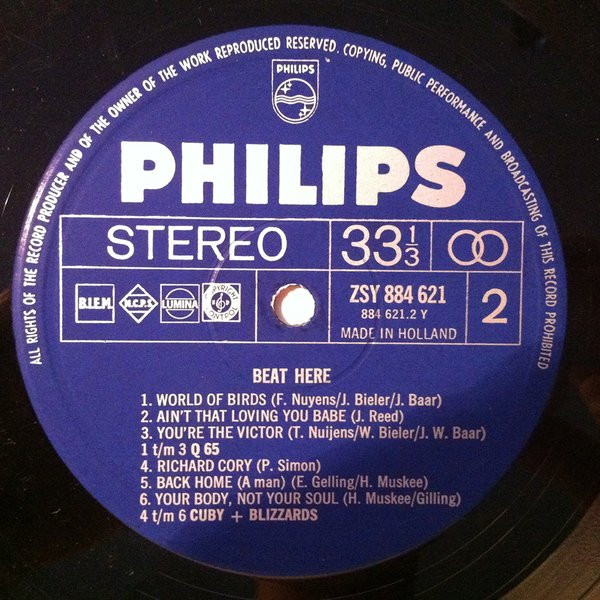 ALL RIGHTS OF THE RECORD PRODUCER AND OF THE OWNER OF THE WORK REPRODUCED RESERVED. COPYING, PUBLIC PERFORMANCE AND BROADCASTING OF THIS RECORD PROHIBITED
PHILIPS
PHILIPS
STEREO 33 1/3
B.I.E.M. M.C.P.S. LUMINA COPYRIGHT CONTROL ZSY 884 621 2
884 621.2 Y
MADE IN HOLLAND
BEAT HERE
1. WORLD OF BIRDS (F. Nuyens/J. Bieler/J. Baar)
2. AIN'T THAT LOVING YOU BABE (J. Reed)
3. YOU'RE THE VICTOR (T. Nuijens/W. Bieler/J. W. Baar)
1 t/m 3 Q 65
4. RICHARD CORY (P. Simon)
5. BACK HOME (A man) (E. Gelling/H. Muskee)
6. YOUR BODY, NOT YOUR SOUL (H. Muskee/Gilling)
4 t/m 6 CUBY + BLIZZARDS